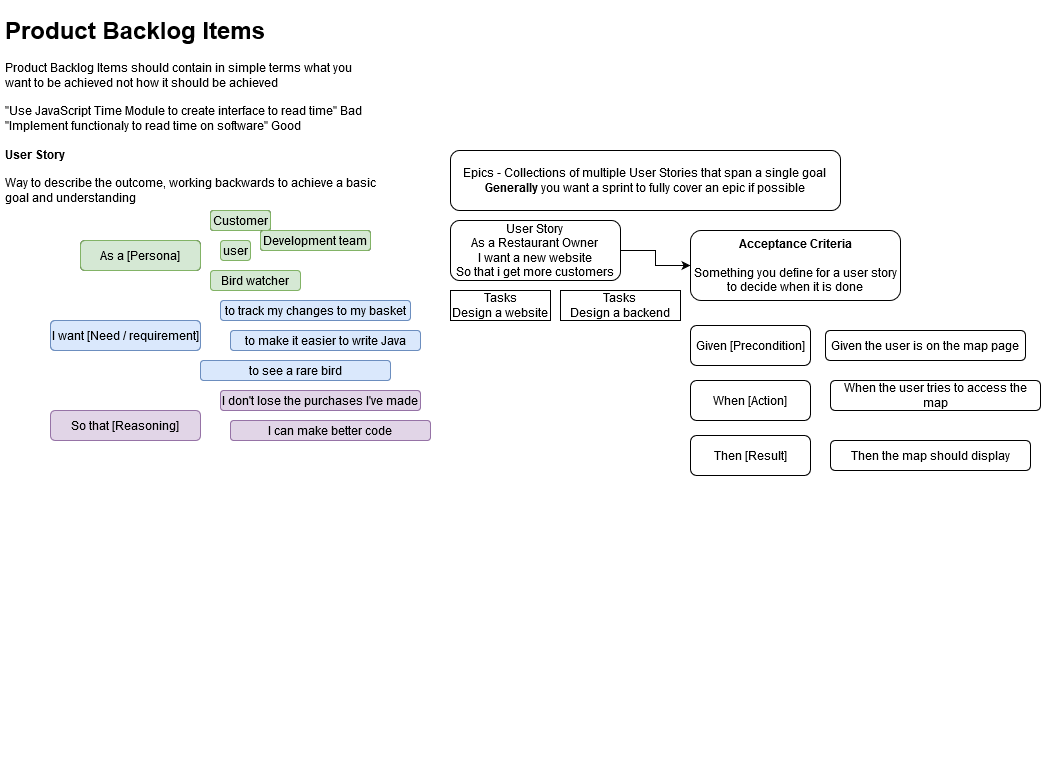 Product Backlog Items
Product Backlog Items should contain in simple terms what you
want to be achieved not how it should be achieved
"Use JavaScript Time Module to create interface to read time" Bad
"Implement functionaly to read time on software" Good
User Story
Way to describe the outcome, working backwards to achieve a basic
goal and understanding
Customer
Development team
user
As a [Persona]
Bird watcher
to track my changes to my basket
I want [Need / requirement]
to make it easier to write Java
to see a rare bird
I don't lose the purchases I've made
So that [Reasoning]
I can make better code
Epics - Collections of multiple User Stories that span a single goal
Generally you want a sprint to fully cover an epic if possible
User Story
As a Restaurant Owner
I want a new website
So that i get more customers
Tasks
Design a website
Tasks
Design a backend
Acceptance Criteria
Something you define for a user story
to decide when it is done
Given [Precondition]
Given the user is on the map page
When [Action]
When the user tries to access the
map
Then [Result]
Then the map should display